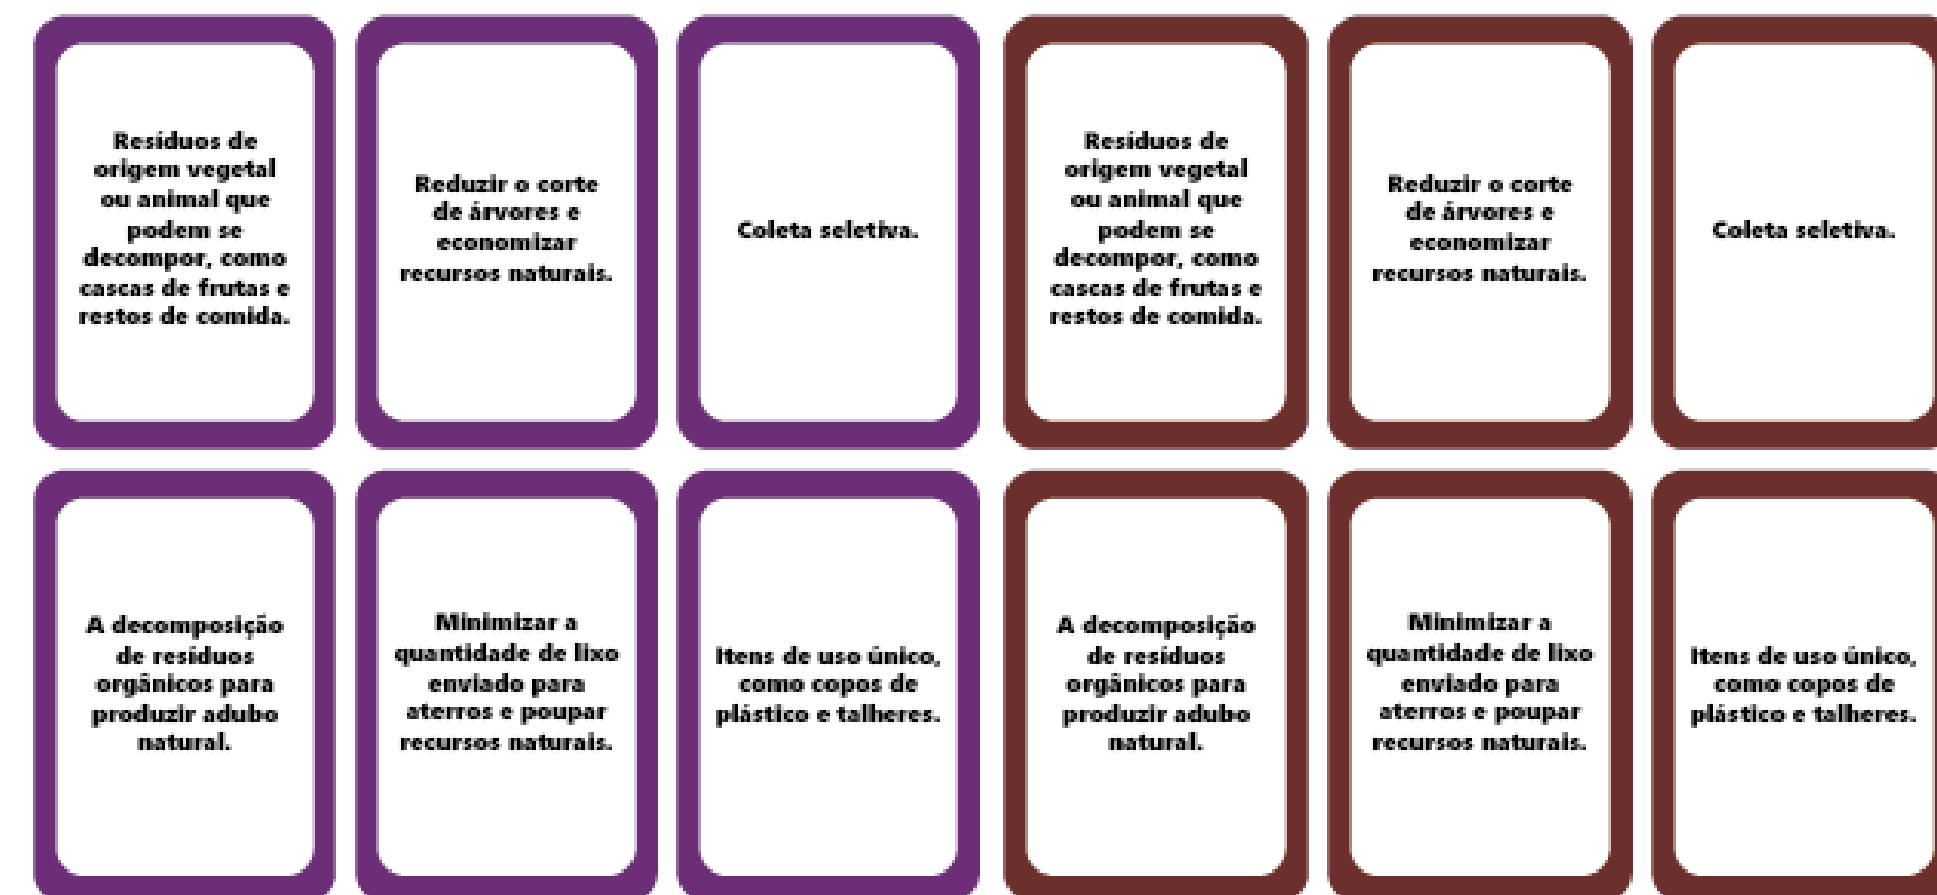 Resíduos de
origem vegetal
ou animal que
podem se
decompor, como
cascas de frutas e
restos de comida.
Reduzir o corte
de árvores e
economizar
recursos naturais.
Coleta seletiva.
Resíduos de
origem vegetal
ou animal que
podem se
decompor, como
cascas de frutas e
restos de comida.
Reduzir o corte
de árvores e
economizar
recursos naturais.
Coleta seletiva.
A decomposição
de resíduos
orgânicos para
produzir adubo
natural.
Minimizar a
quantidade de lixo
enviado para
aterros e poupar
recursos naturais.
Itens de uso único,
como copos de
plástico e talheres.
A decomposição
de resíduos
orgânicos para
produzir adubo
natural.
Minimizar a
quantidade de lixo
enviado para
aterros e poupar
recursos naturais.
Itens de uso único,
como copos de
plástico e talheres.